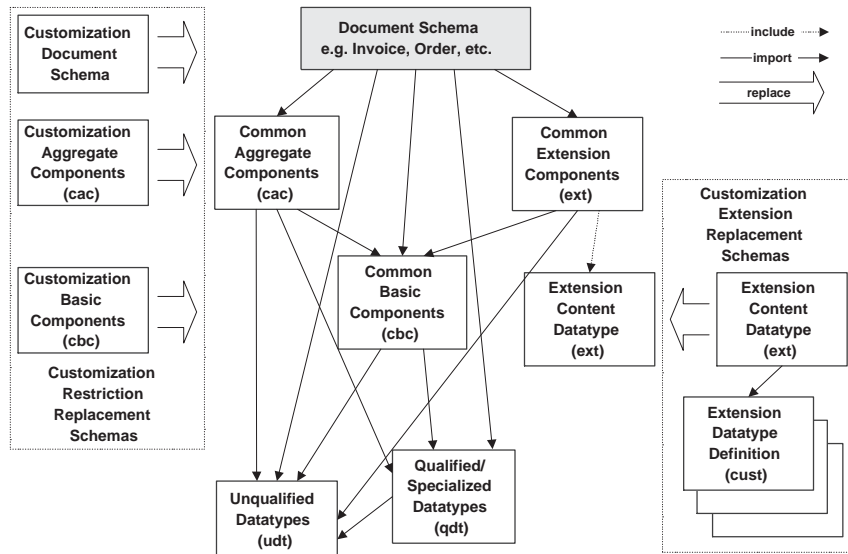 Customization
Document
Schema
Customization
Aggregate
Components
(cac)
Customization
Basic
Components
(cbc)
Customization
Restriction
Replacement
Schemas
Document Schema
e.g. Invoice, Order, etc.
Common
Aggregate
Components
(cac)
Common
Extension
Components
(ext)
Common
Basic
Components
(cbc)
Extension
Content
Datatype
(ext)
Unqualified
Datatypes
(udt)
Qualified/
Specialized
Datatypes
(qdt)
include
import
replace
Customization
Extension
Replacement
Schemas
Extension
Content
Datatype
(ext)
Extension
Datatype
Definition
(cust)